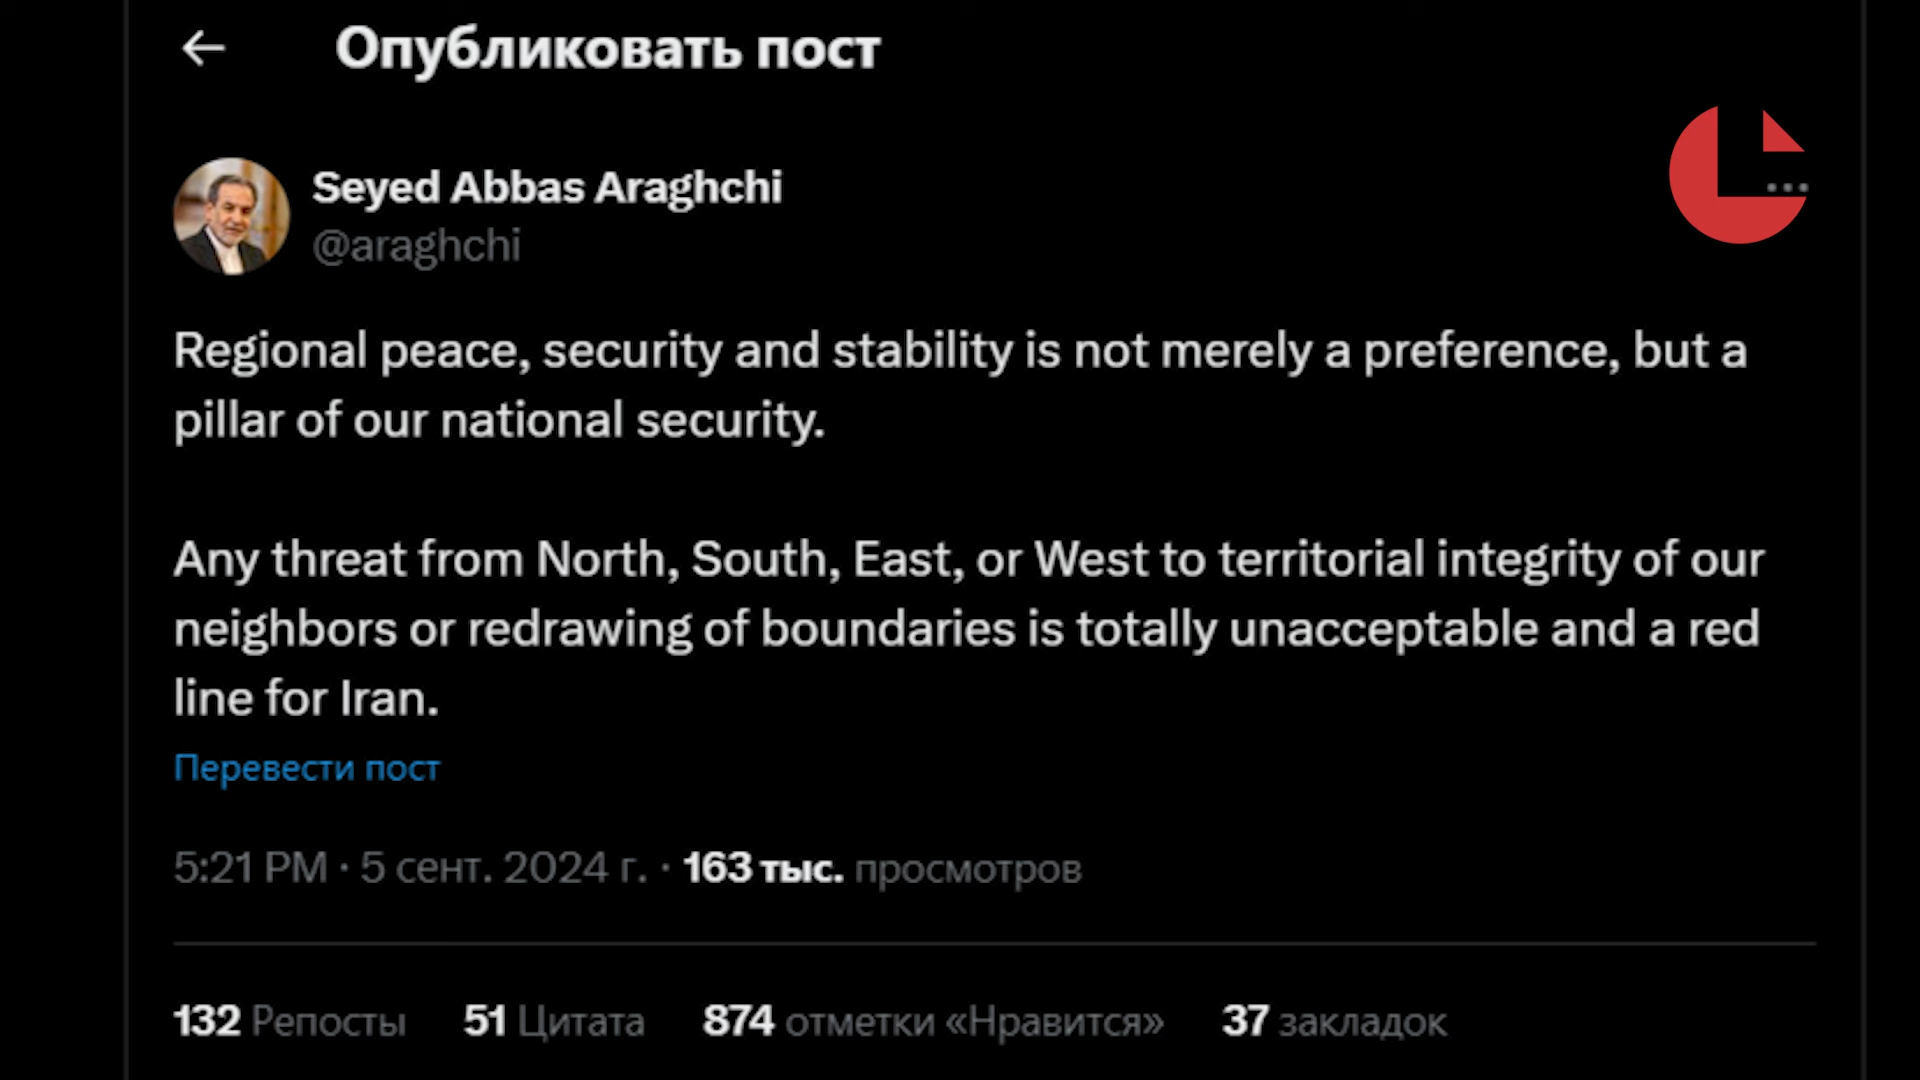 Опубликовать пост
Seyed Abbas Araghchi
@araghchi
Regional peace, security and stability is not merely a preference, but a
pillar of our national security.
Any threat from North, South, East, or West to territorial integrity of our
neighbors or redrawing of boundaries is totally unacceptable and a red
line for Iran.
Перевести пост
5:21 PM · 5 сент. 2024 г. · 163 тыс. просмотров
132 Репосты 51 Цитата 874 отметки «Нравится» 37 закладок